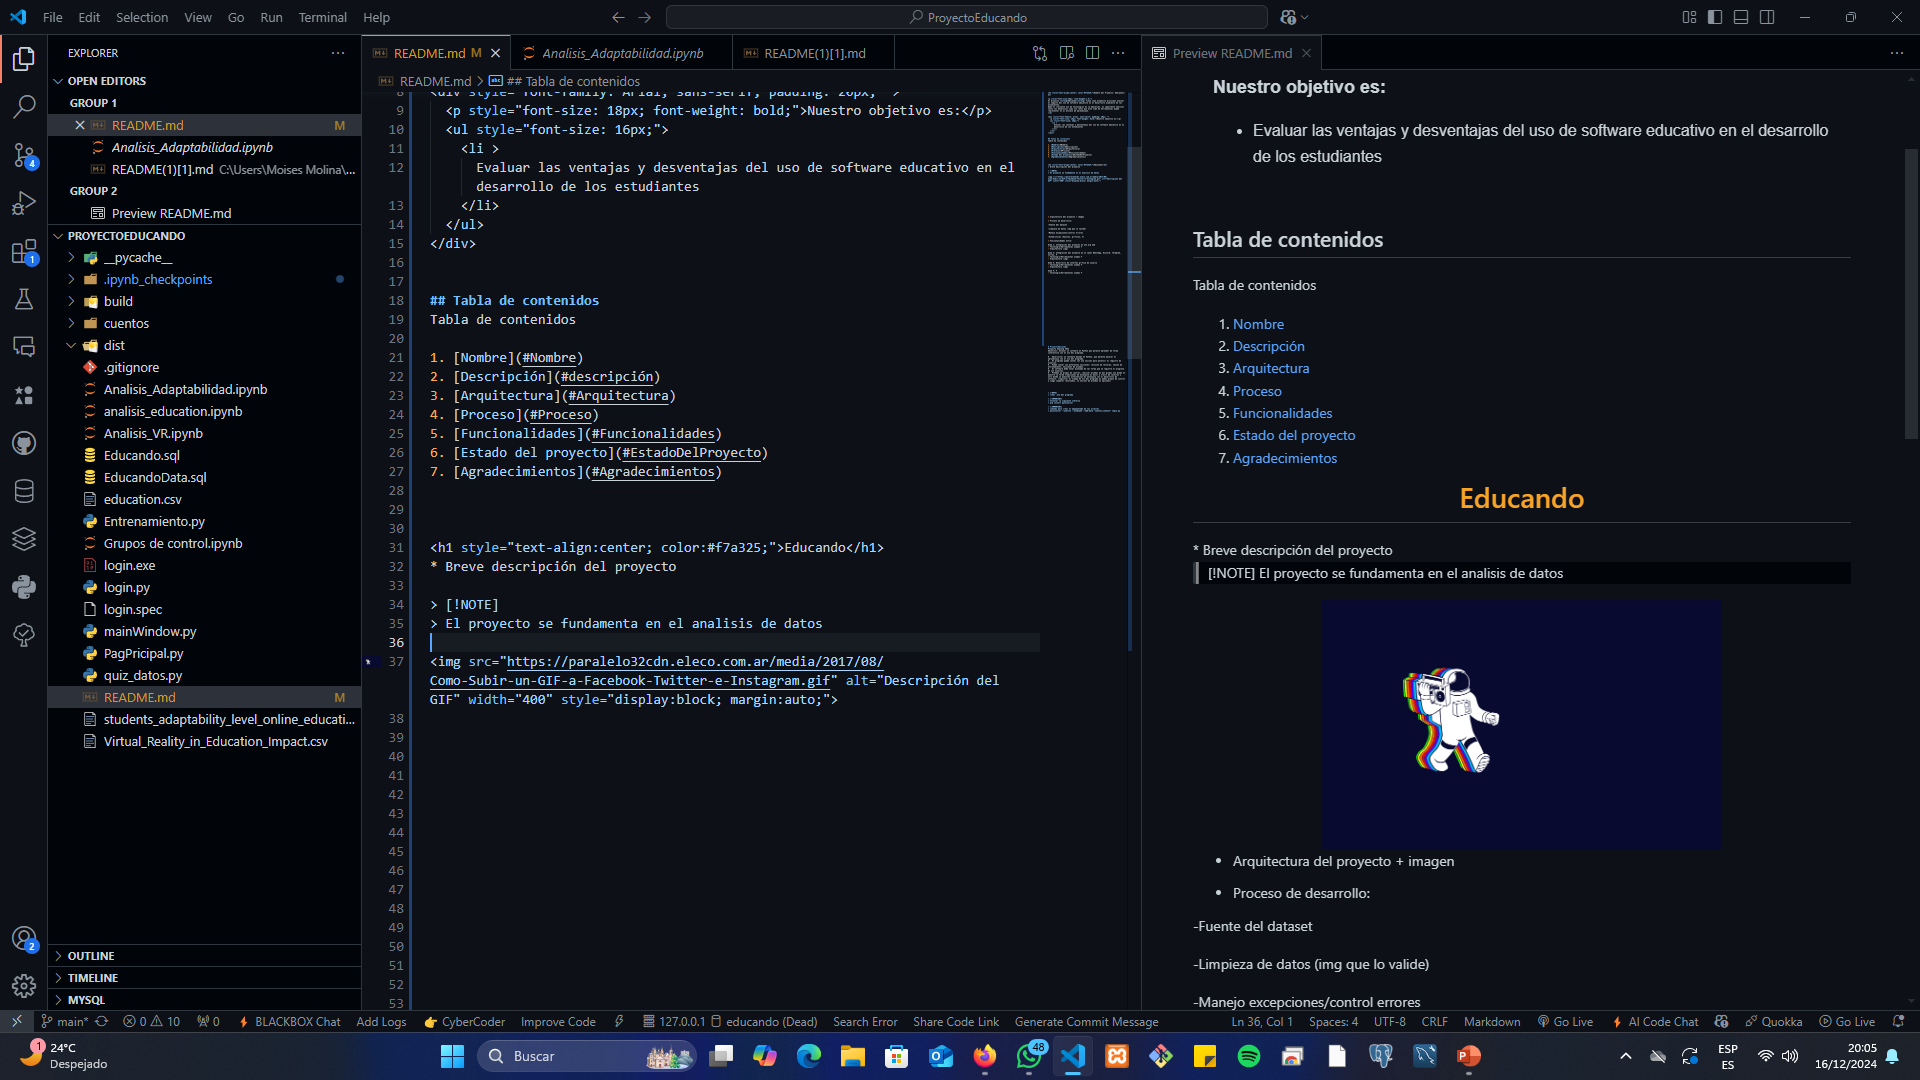 File Edit Selection View Go Run Terminal Help
ProyectoEducando
EXPLORER
OPEN EDITORS
GROUP 1
README.md M
Analisis_Adaptabilidad.ipynb
README(1)[1].md C:\Users\Moises Molina\...
GROUP 2
Preview README.md
PROYECTOEDUCANDO
__pycache__
.ipynb_checkpoints
build
cuentos
dist
.gitignore
Analisis_Adaptabilidad.ipynb
analisis_education.ipynb
Analisis_VR.ipynb
Educando.sql
EducandoData.sql
education.csv
Entrenamiento.py
Grupos de control.ipynb
login.exe
login.py
login.spec
mainWindow.py
PagPricipal.py
quiz_datos.py
README.md M
students_adaptability_level_online_educati...
Virtual_Reality_in_Education_Impact.csv
OUTLINE
TIMELINE
MYSQL
4
1
2
README.md M
Analisis_Adaptabilidad.ipynb
README(1)[1].md
README.md > ## Tabla de contenidos
8 <div style="font-family: Arial, sans-serif; padding: 20px; ">
9 <p style="font-size: 18px; font-weight: bold;">Nuestro objetivo es:</p>
10 <ul style="font-size: 16px;">
11 <li >
12 Evaluar las ventajas y desventajas del uso de software educativo en el
desarrollo de los estudiantes
13 </li>
14 </ul>
15 </div>
16
17
18 ## Tabla de contenidos
19 Tabla de contenidos
20
21 1. [Nombre](#Nombre)
22 2. [Descripción](#descripción)
23 3. [Arquitectura](#Arquitectura)
24 4. [Proceso](#Proceso)
25 5. [Funcionalidades](#Funcionalidades)
26 6. [Estado del proyecto](#EstadoDelProyecto)
27 7. [Agradecimientos](#Agradecimientos)
28
29
30
31 <h1 style="text-align:center; color:#f7a325;">Educando</h1>
32 * Breve descripción del proyecto
33
34 > [!NOTE]
35 > El proyecto se fundamenta en el analisis de datos
36
37 <img src="https://paralelo32cdn.eleco.com.ar/media/2017/08/
Como-Subir-un-GIF-a-Facebook-Twitter-e-Instagram.gif" alt="Descripción del
GIF" width="400" style="display:block; margin:auto;">
38
39
40
41
42
43
44
45
46
47
48
49
50
51
52
53
Preview README.md
Nuestro objetivo es:
• Evaluar las ventajas y desventajas del uso de software educativo en el desarrollo
de los estudiantes
Tabla de contenidos
Tabla de contenidos
1. Nombre
2. Descripción
3. Arquitectura
4. Proceso
5. Funcionalidades
6. Estado del proyecto
7. Agradecimientos
Educando
* Breve descripción del proyecto
[!NOTE] El proyecto se fundamenta en el analisis de datos
• Arquitectura del proyecto + imagen
• Proceso de desarrollo:
-Fuente del dataset
-Limpieza de datos (img que lo valide)
-Manejo excepciones/control errores
main* 0 10 0 BLACKBOX Chat Add Logs CyberCoder Improve Code 127.0.0.1 educando (Dead) Search Error Share Code Link Generate Commit Message Ln 36, Col 1 Spaces: 4 UTF-8 CRLF Markdown Go Live AI Code Chat Quokka Go Live
1
24°C
Despejado
Buscar
48
ESP
ES
20:05
16/12/2024